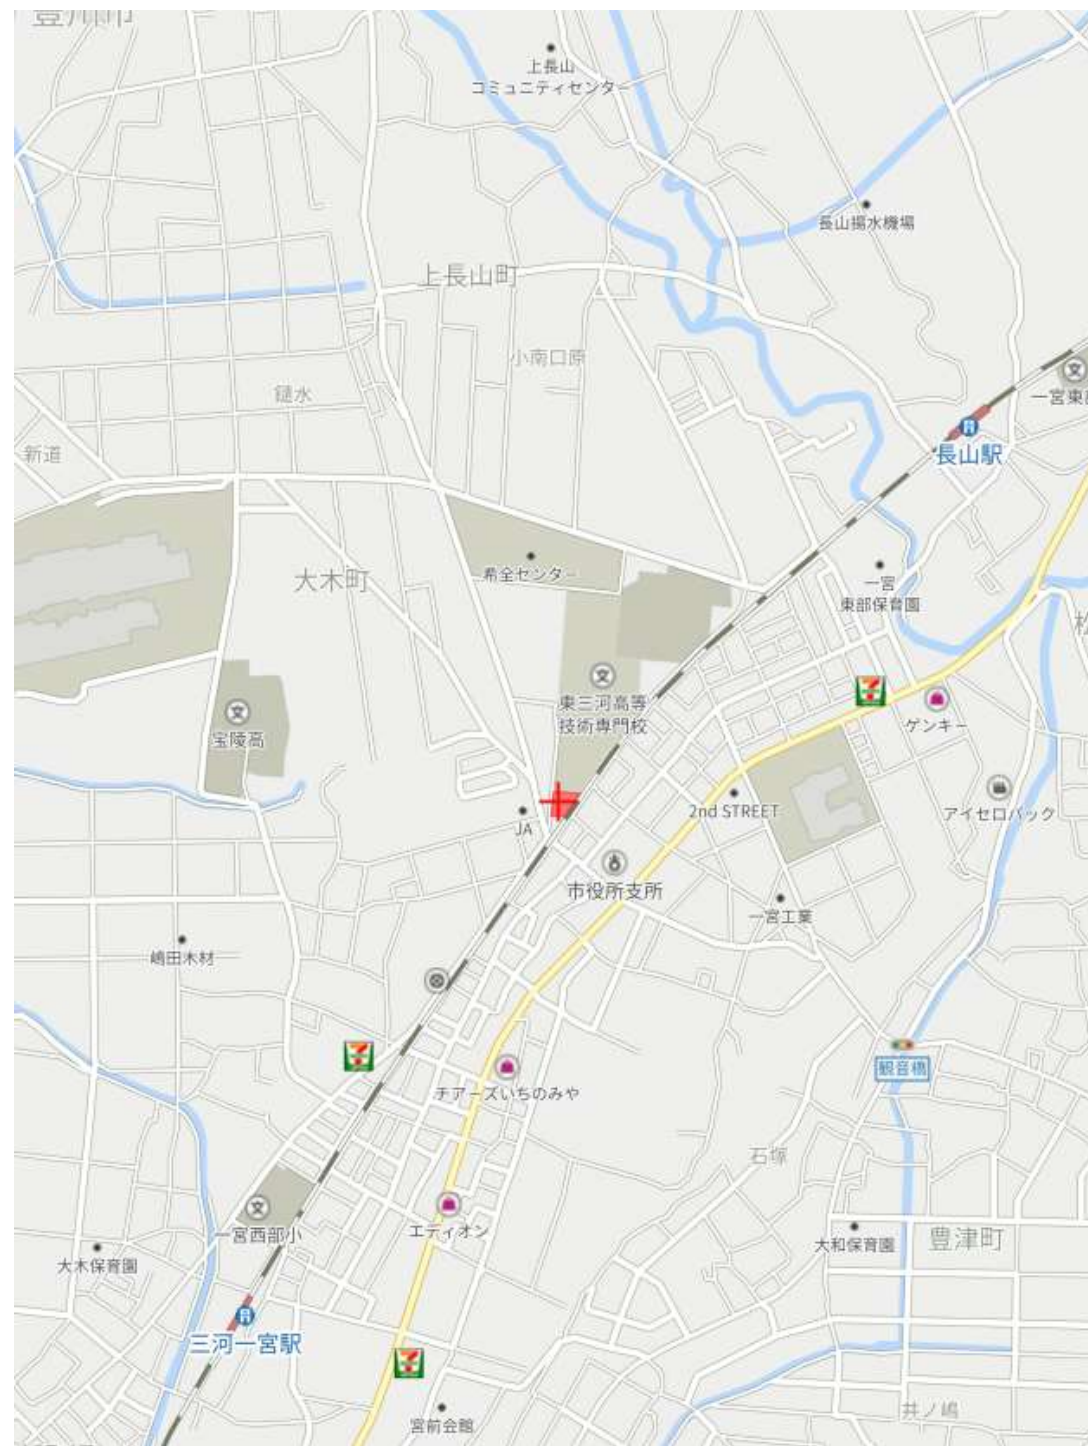 豊川市
上長山
コミュニティセンター
長山揚水機場
上長山町
小南口原
鑓水
一宮東部
新道
長山駅
希全センター
大木町
一宮
東部保育園
東三河高等
技術専門校
宝陵高
ゲンキー
2nd STREET
アイセロパック
JA
市役所支所
一宮工業
嶋田木材
観音橋
チアーズいちのみや
石塚
エディオン
一宮西部小
大和保育園
豊津町
大木保育園
三河一宮駅
井ノ嶋
宮前会館